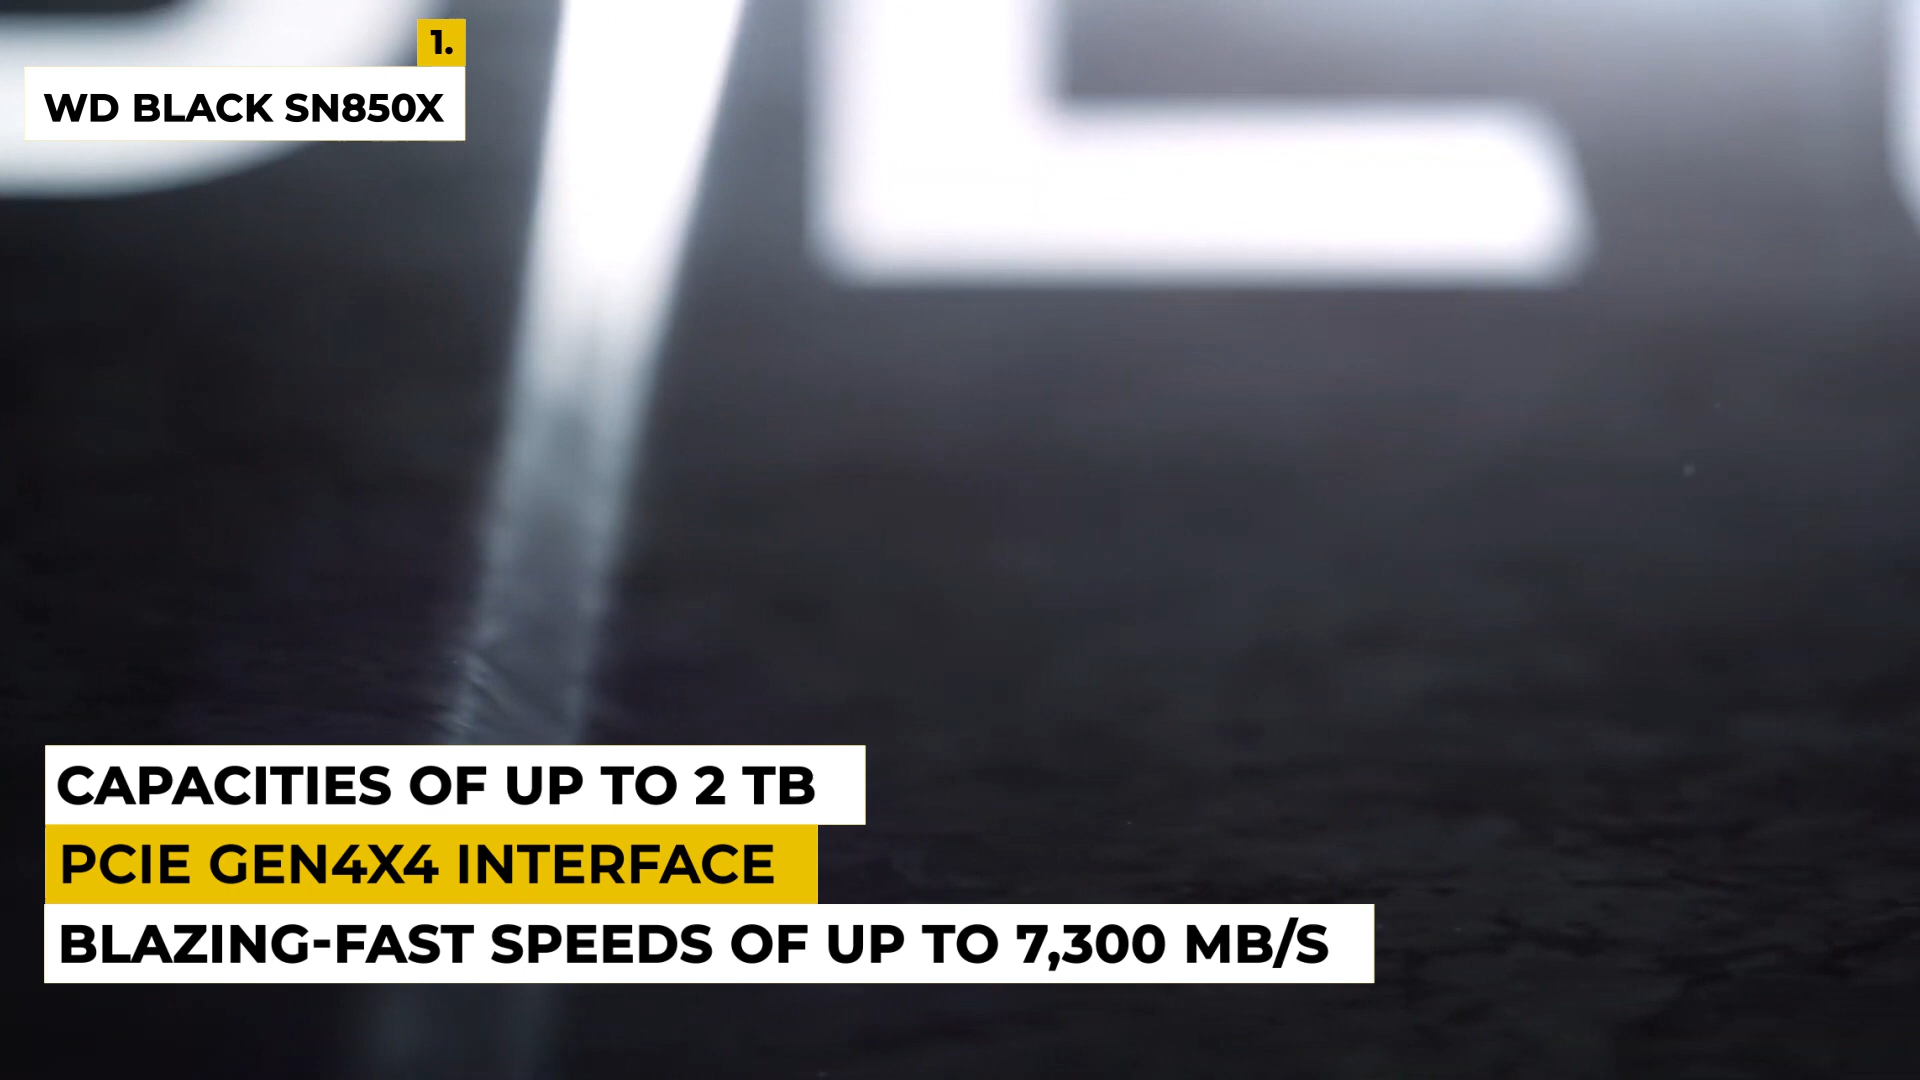 1.
WD BLACK SN850X
CAPACITIES OF UP TO 2 TB
PCIE GEN4X4 INTERFACE
BLAZING-FAST SPEEDS OF UP TO 7,300 MB/S